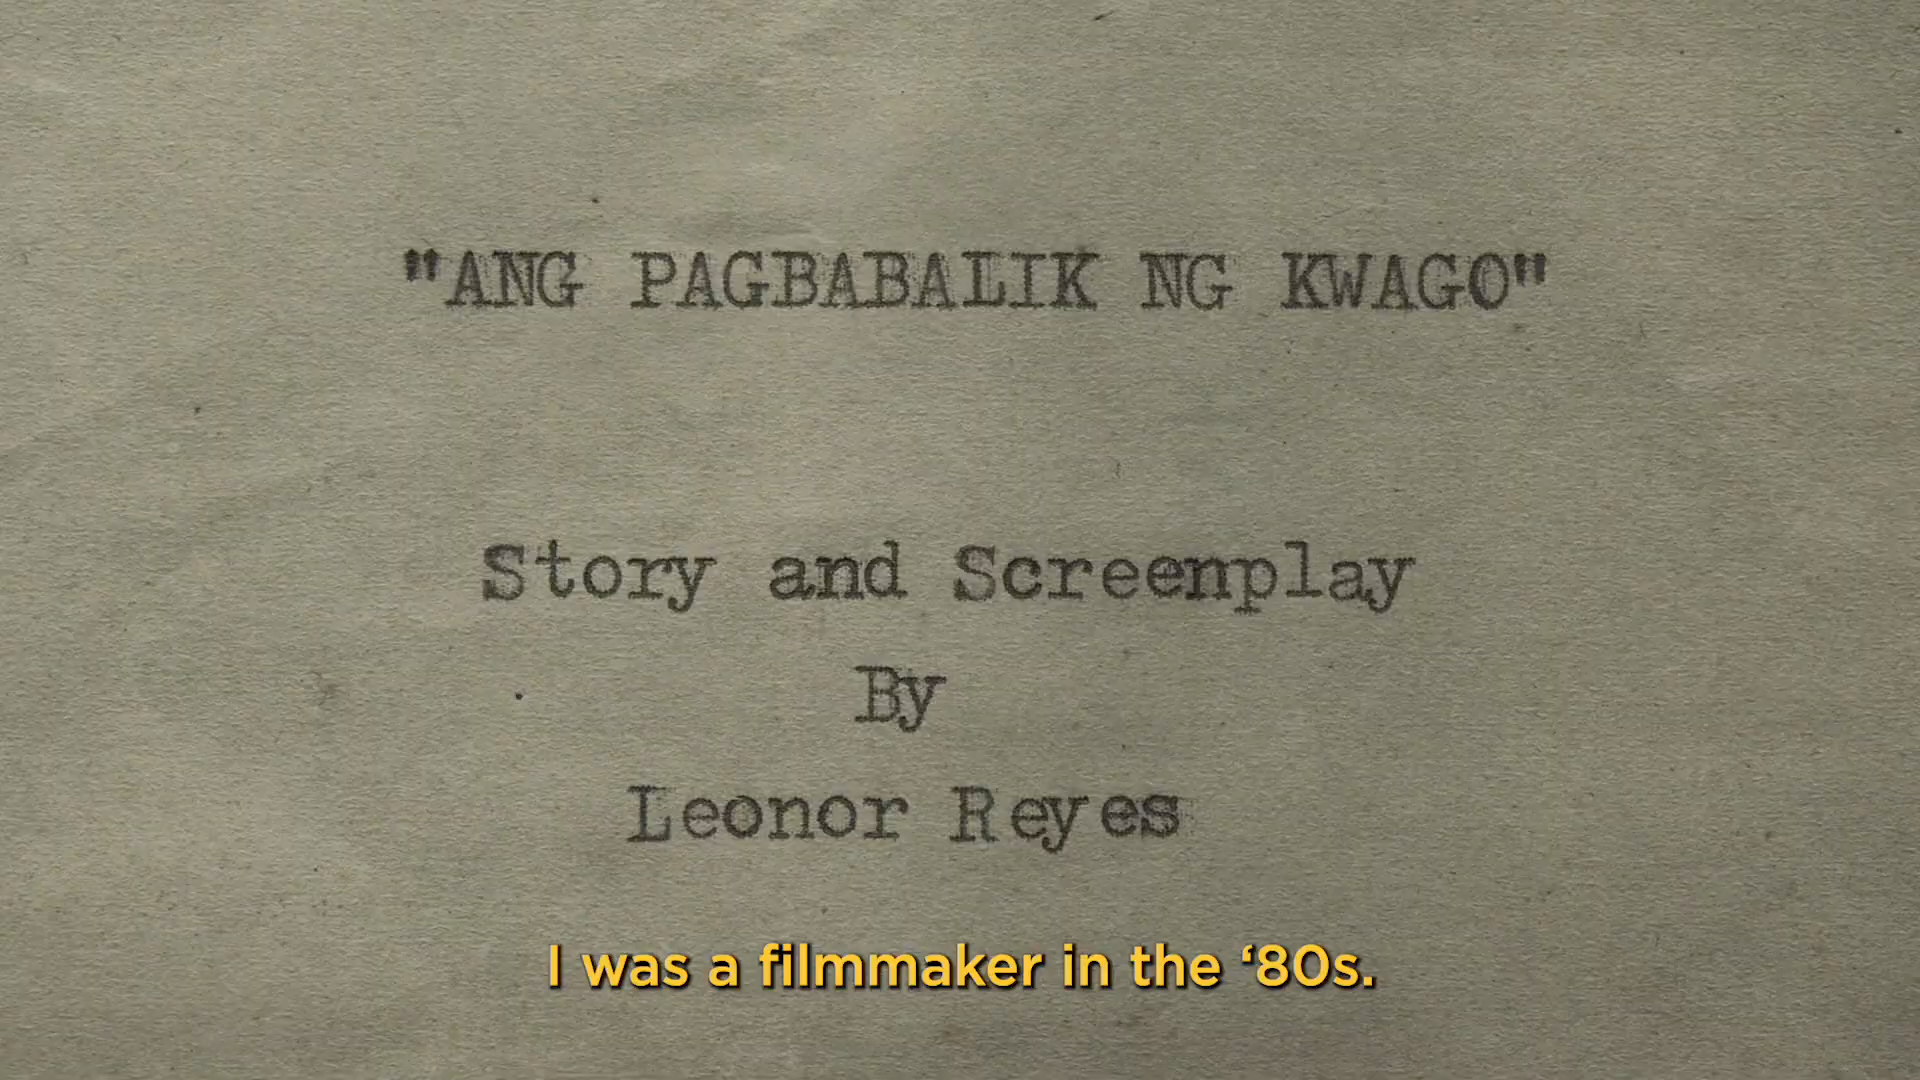 "ANG PAGBABALIK NG KWAGO"
Story and Screenplay
By
Leonor Reyes
I was a filmmaker in the ‘80s.